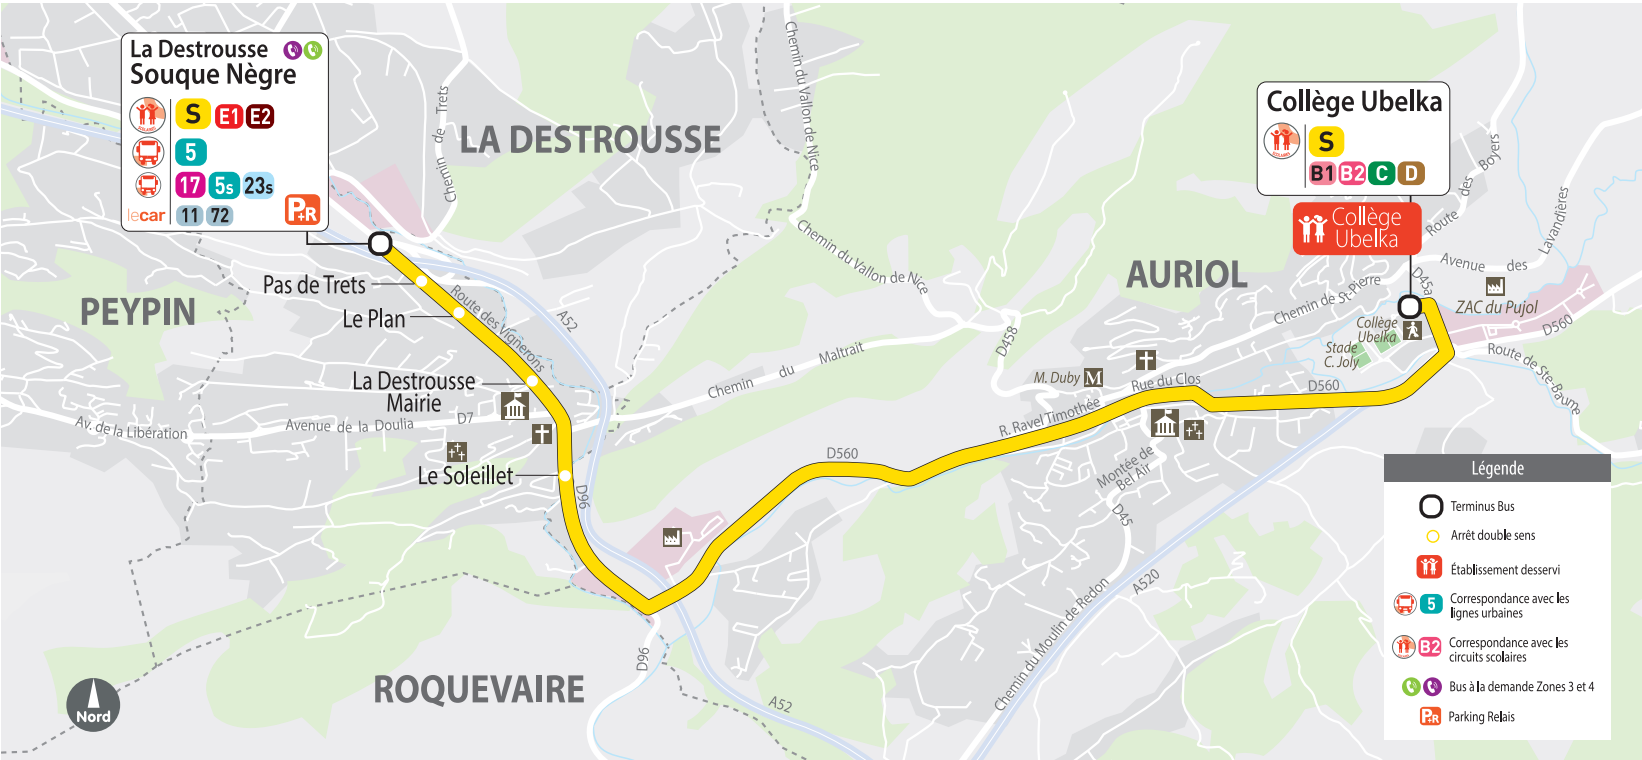 La Destrousse
Souque Nègre
S E1 E2
5
17 5s 23s
lecar 11 72 P+R
Collège Ubelka
S
B1 B2 C D
Collège
Ubelka
LA DESTROUSSE
PEYPIN
AURIOL
ROQUEVAIRE
Pas de Trets
Le Plan
La Destrousse
Mairie
Le Soleillet
Chemin de Trets
Route des Vignerons
A52
Chemin du Vallon de Nice
Chemin du Vallon de Nice
D458
Chemin du Maltrait
Av. de la Libération
Avenue de la Doulia
D7
D96
D96
A52
D560
R. Ravel Timothée
M. Duby M
Rue du Clos
Chemin de St-Pierre
Route des Boyers
Avenue des Lavandières
D45a
ZAC du Pujol
D560
Collège
Ubelka
Stade
C. Joly
Route de Ste-Baume
D560
Montée de
Bel Air
D45
A520
Chemin du Moulin de Redon
Nord
Légende
Terminus Bus
Arrêt double sens
Établissement desservi
5 Correspondance avec les
lignes urbaines
B2 Correspondance avec les
circuits scolaires
Bus à la demande Zones 3 et 4
P+R Parking Relais